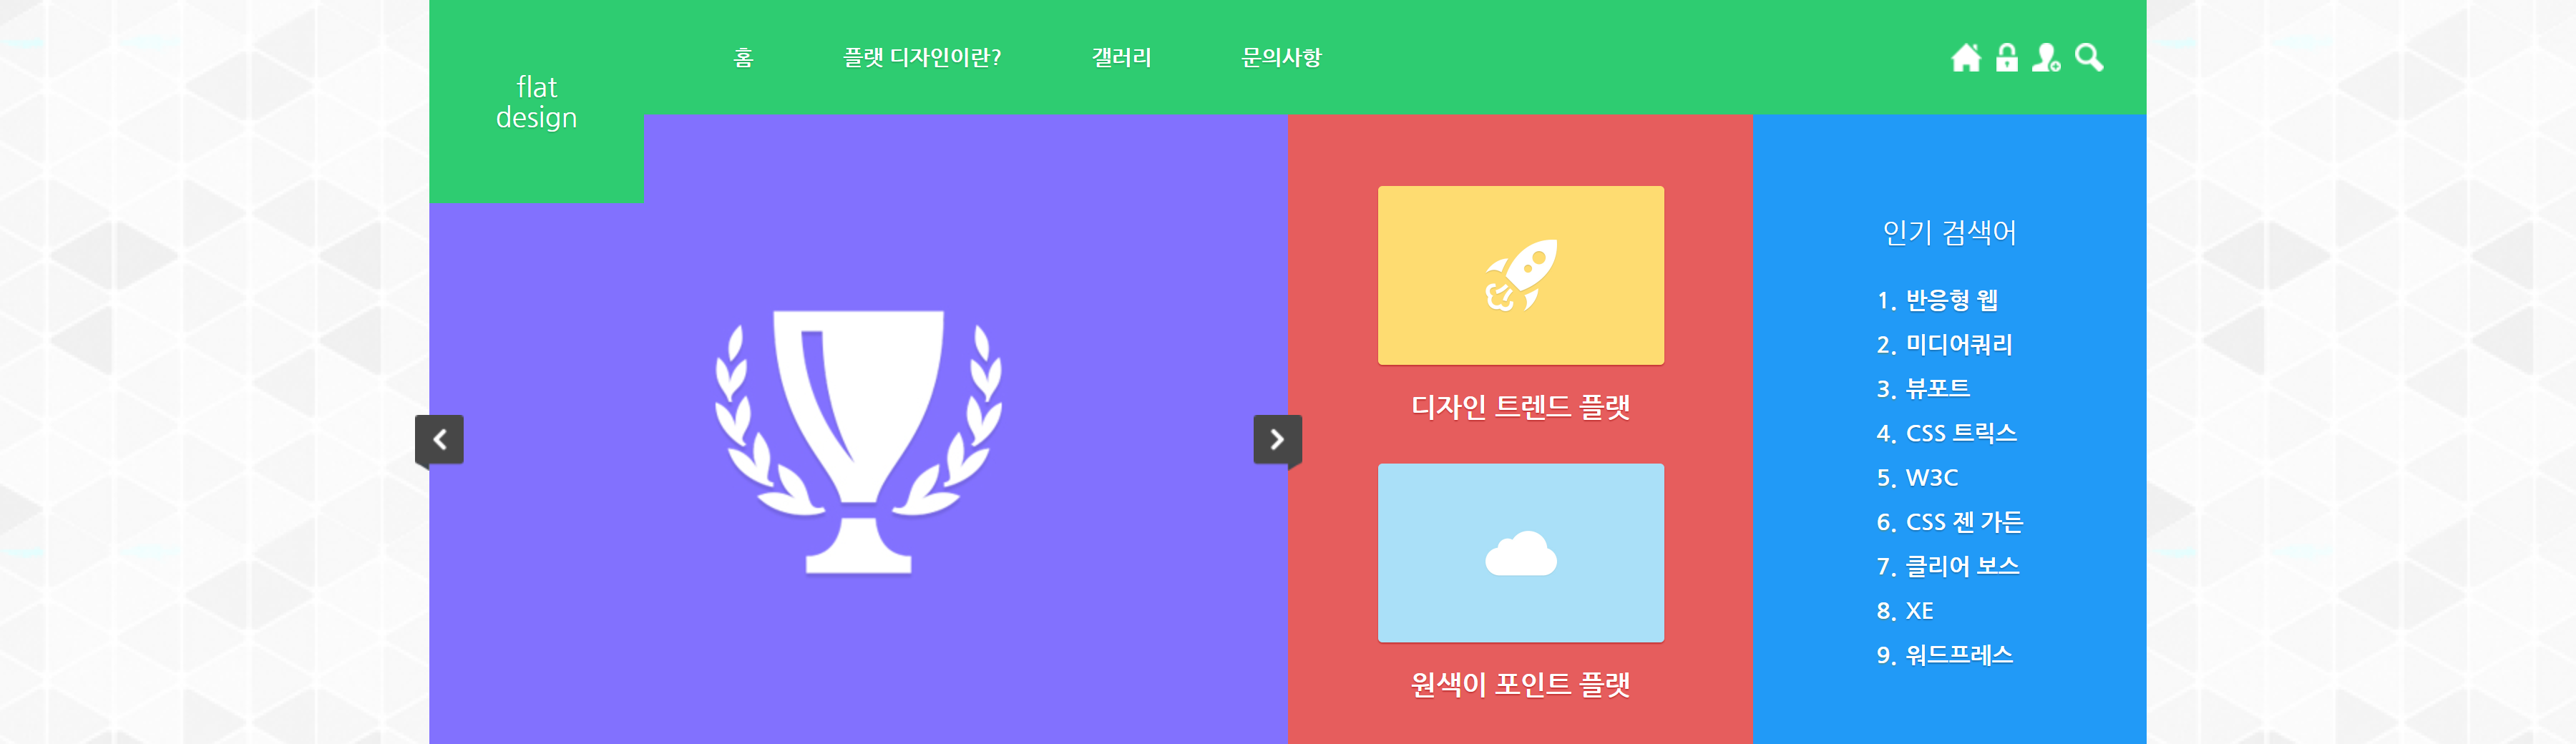 flat
design
홈
플랫 디자인이란?
갤러리
문의사항
디자인 트렌드 플랫
원색이 포인트 플랫
인기 검색어
1. 반응형 웹
2. 미디어쿼리
3. 뷰포트
4. CSS 트릭스
5. W3C
6. CSS 젠 가든
7. 클리어 보스
8. XE
9. 워드프레스